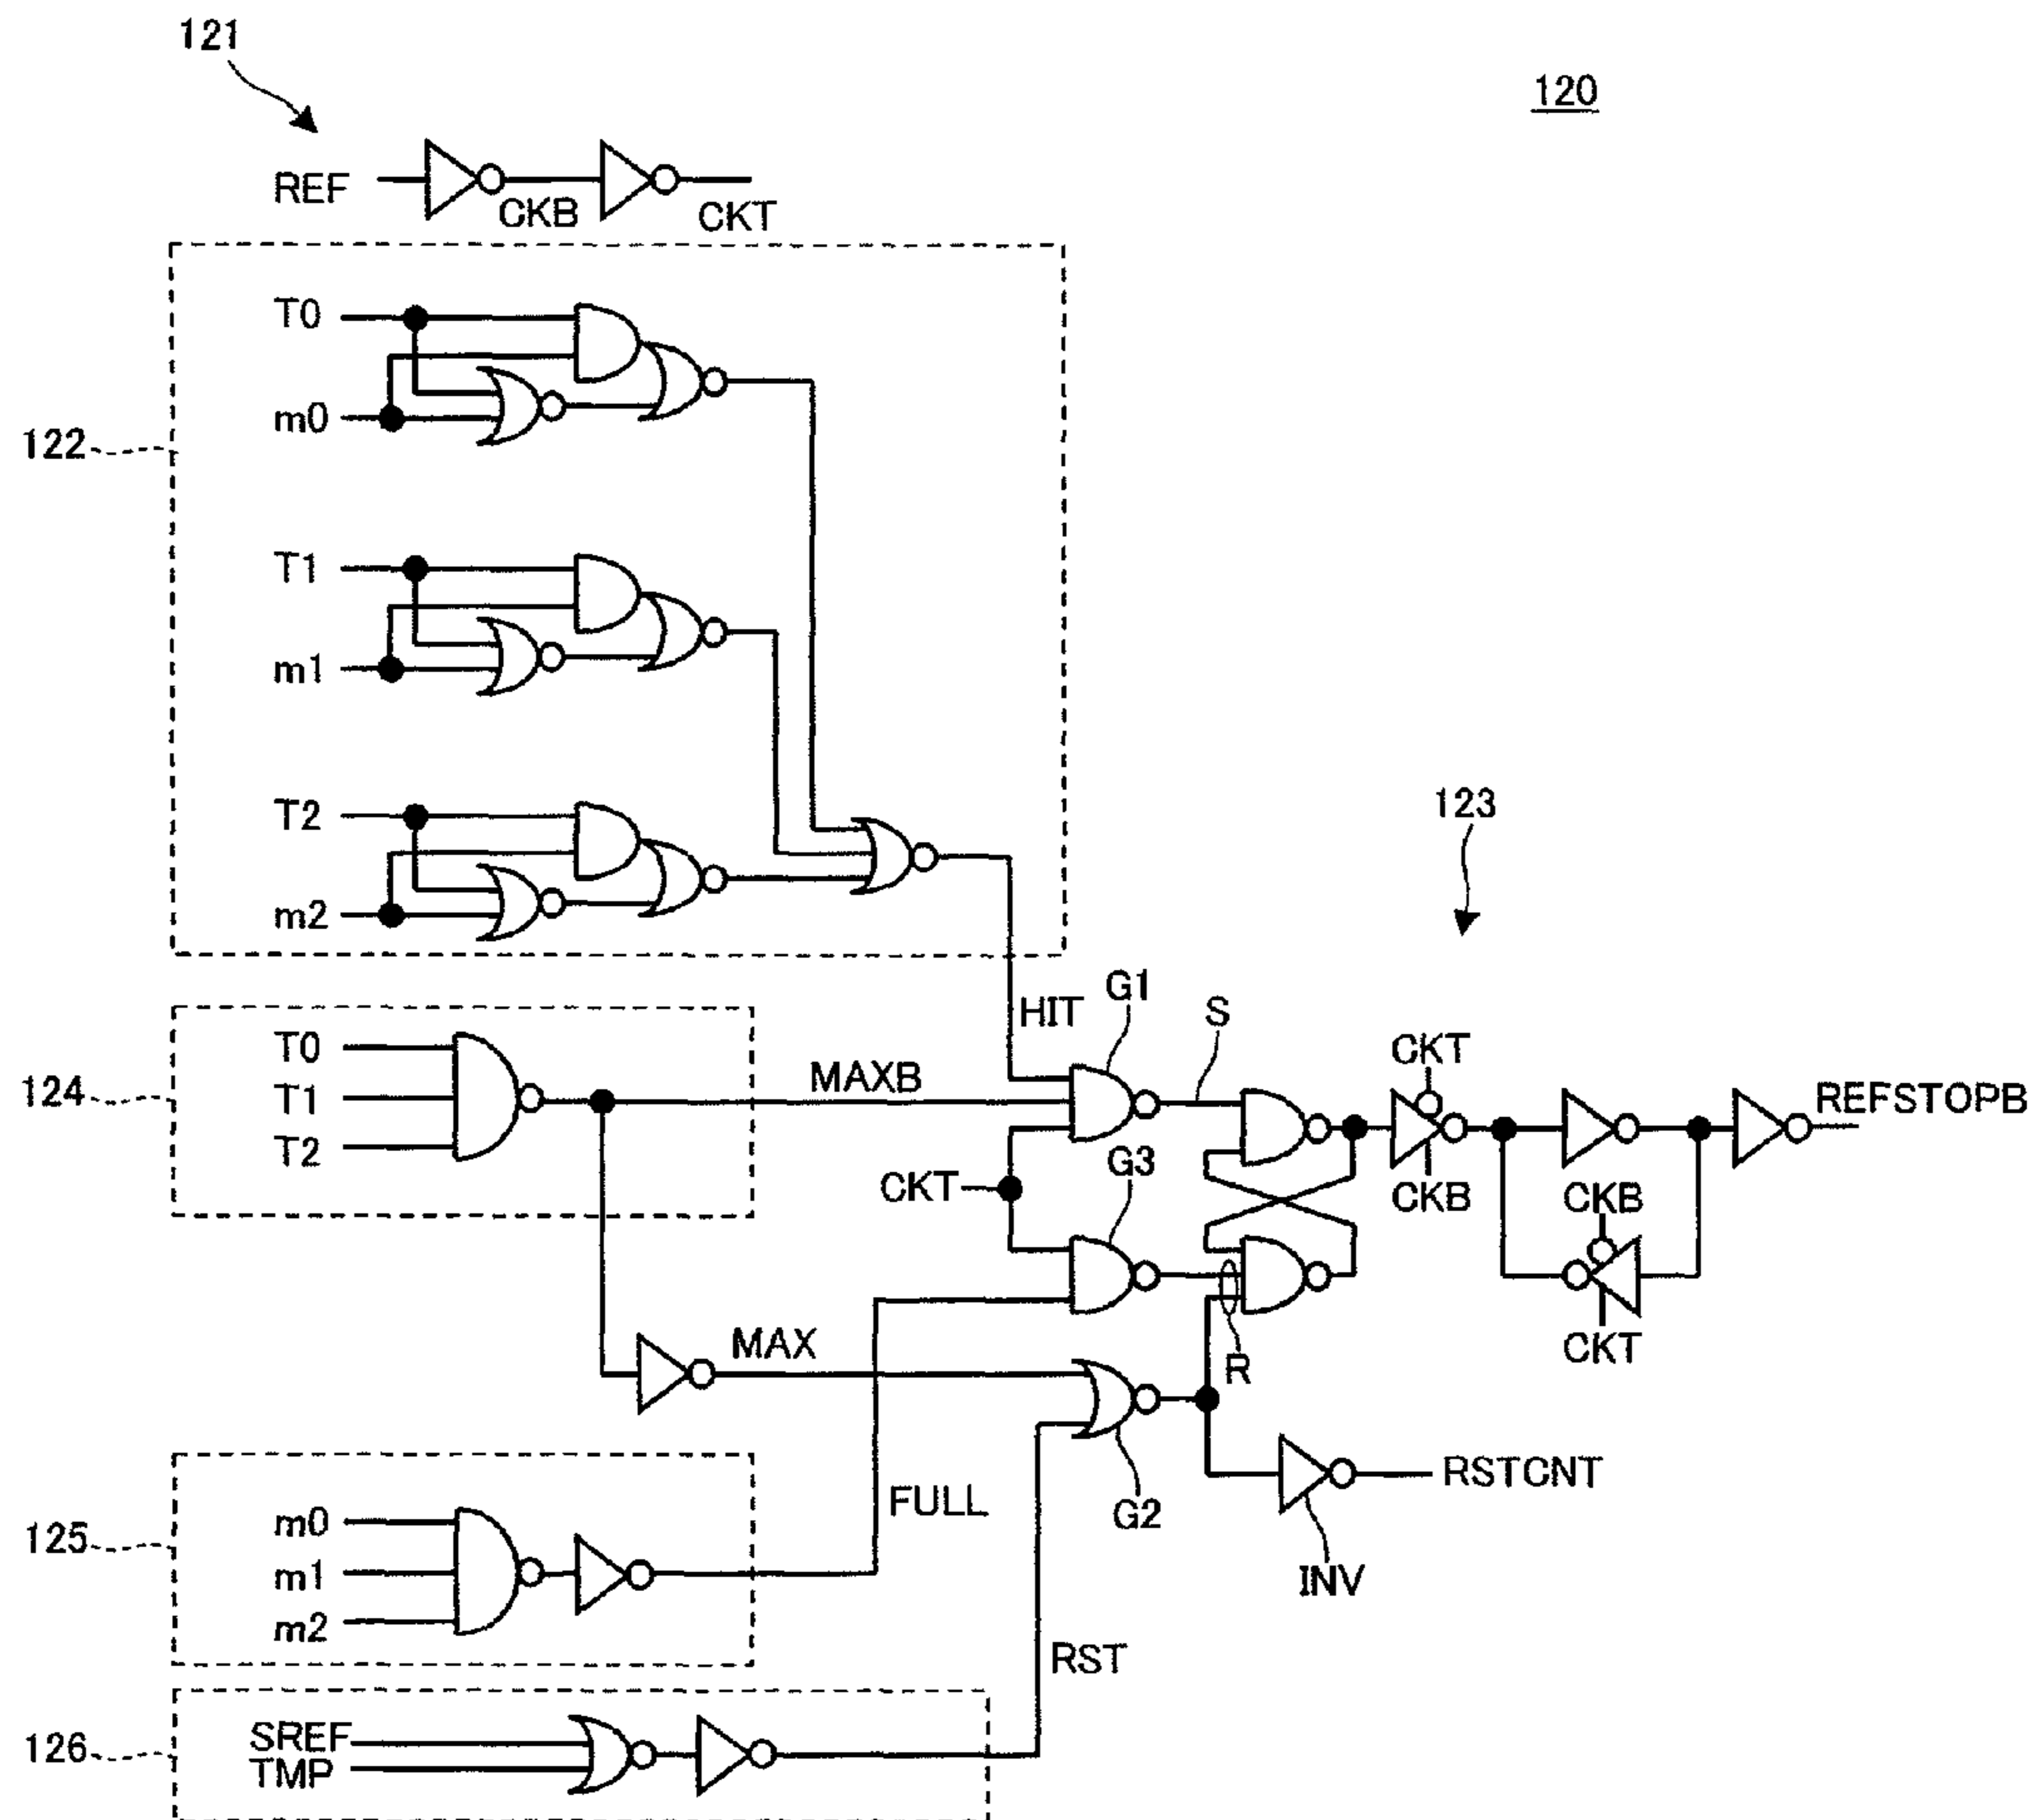 121
120
REF
CKB
CKT
122
T0
m0
T1
m1
T2
m2
123
HIT
G1
S
124
T0
T1
T2
MAXB
CKT
G3
CKT
CKB
CKB
CKT
REFSTOPB
MAX
R
G2
RSTCNT
INV
125
m0
m1
m2
FULL
RST
126
SREF
TMP